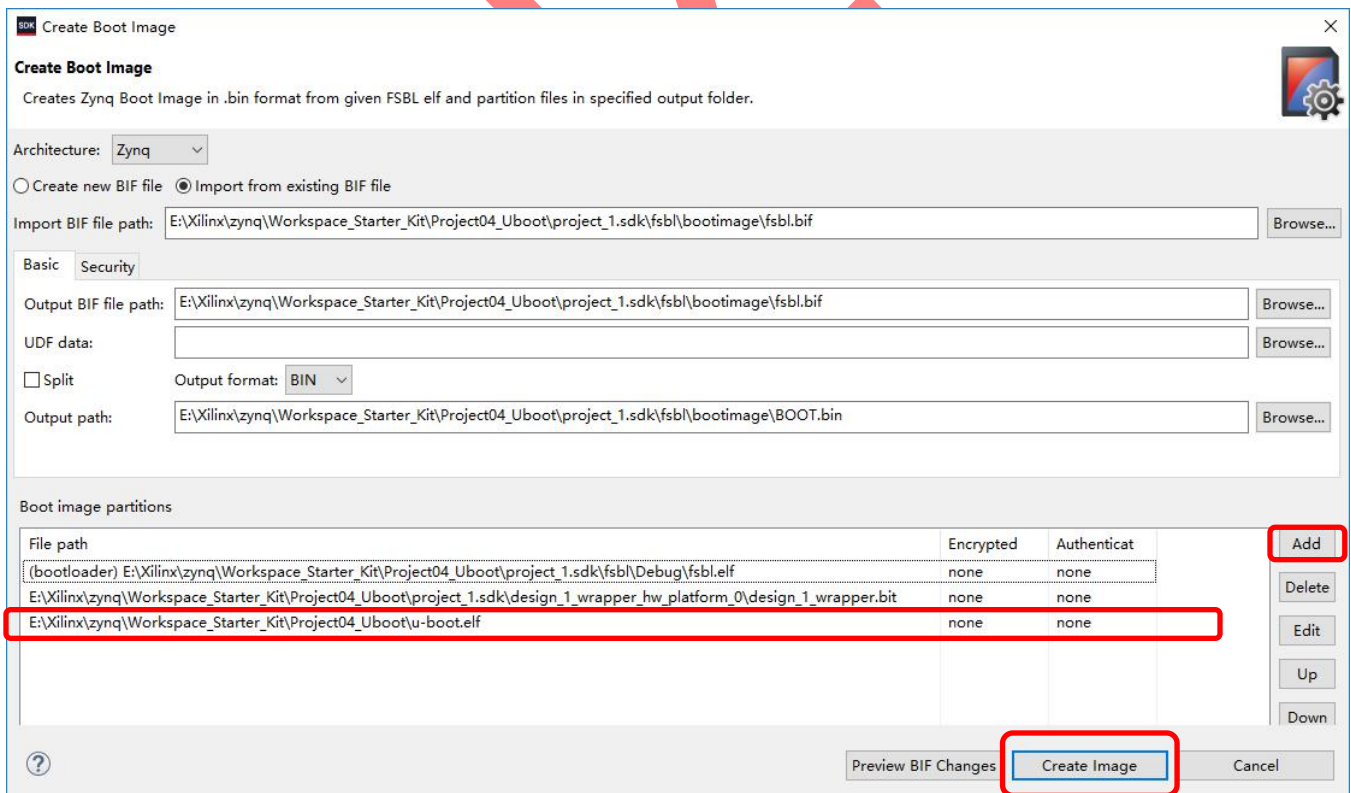 SDK Create Boot Image
Create Boot Image
Creates Zynq Boot Image in .bin format from given FSBL elf and partition files in specified output folder.
Architecture: Zynq
Create new BIF file Import from existing BIF file
Import BIF file path: E:\Xilinx\zynq\Workspace_Starter_Kit\Project04_Uboot\project_1.sdk\fsbl\bootimage\fsbl.bif Browse...
Basic Security
Output BIF file path: E:\Xilinx\zynq\Workspace_Starter_Kit\Project04_Uboot\project_1.sdk\fsbl\bootimage\fsbl.bif Browse...
UDF data: Browse...
Split Output format: BIN
Output path: E:\Xilinx\zynq\Workspace_Starter_Kit\Project04_Uboot\project_1.sdk\fsbl\bootimage\BOOT.bin Browse...
Boot image partitions
File path Encrypted Authenticat Add
(bootloader) E:\Xilinx\zynq\Workspace_Starter_Kit\Project04_Uboot\project_1.sdk\fsbl\Debug\fsbl.elf none none
Delete
E:\Xilinx\zynq\Workspace_Starter_Kit\Project04_Uboot\project_1.sdk\design_1_wrapper_hw_platform_0\design_1_wrapper.bit none none
E:\Xilinx\zynq\Workspace_Starter_Kit\Project04_Uboot\u-boot.elf none none
Edit
Up
Down
? Preview BIF Changes Create Image Cancel